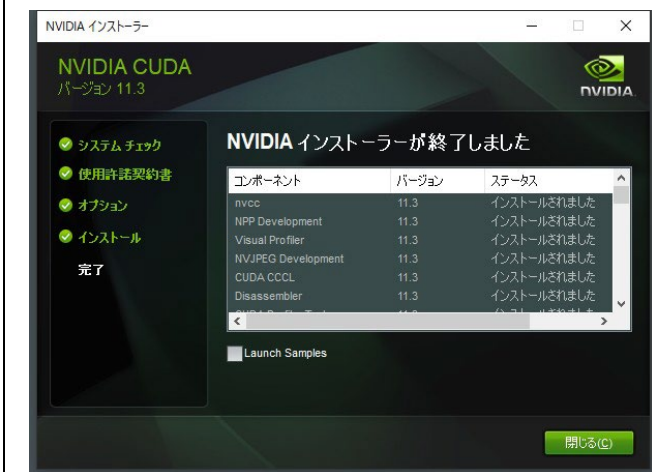 NVIDIA インストーラー
NVIDIA CUDA
バージョン 11.3
NVIDIA
システム チェック
使用許諾契約書
オプション
インストール
完了
NVIDIA インストーラーが終了しました
コンポーネント バージョン ステータス
nvcc 11.3 インストールされました
NPP Development 11.3 インストールされました
Visual Profiler 11.3 インストールされました
NVJPEG Development 11.3 インストールされました
CUDA CCCL 11.3 インストールされました
Disassembler 11.3 インストールされました
Launch Samples
閉じる(C)